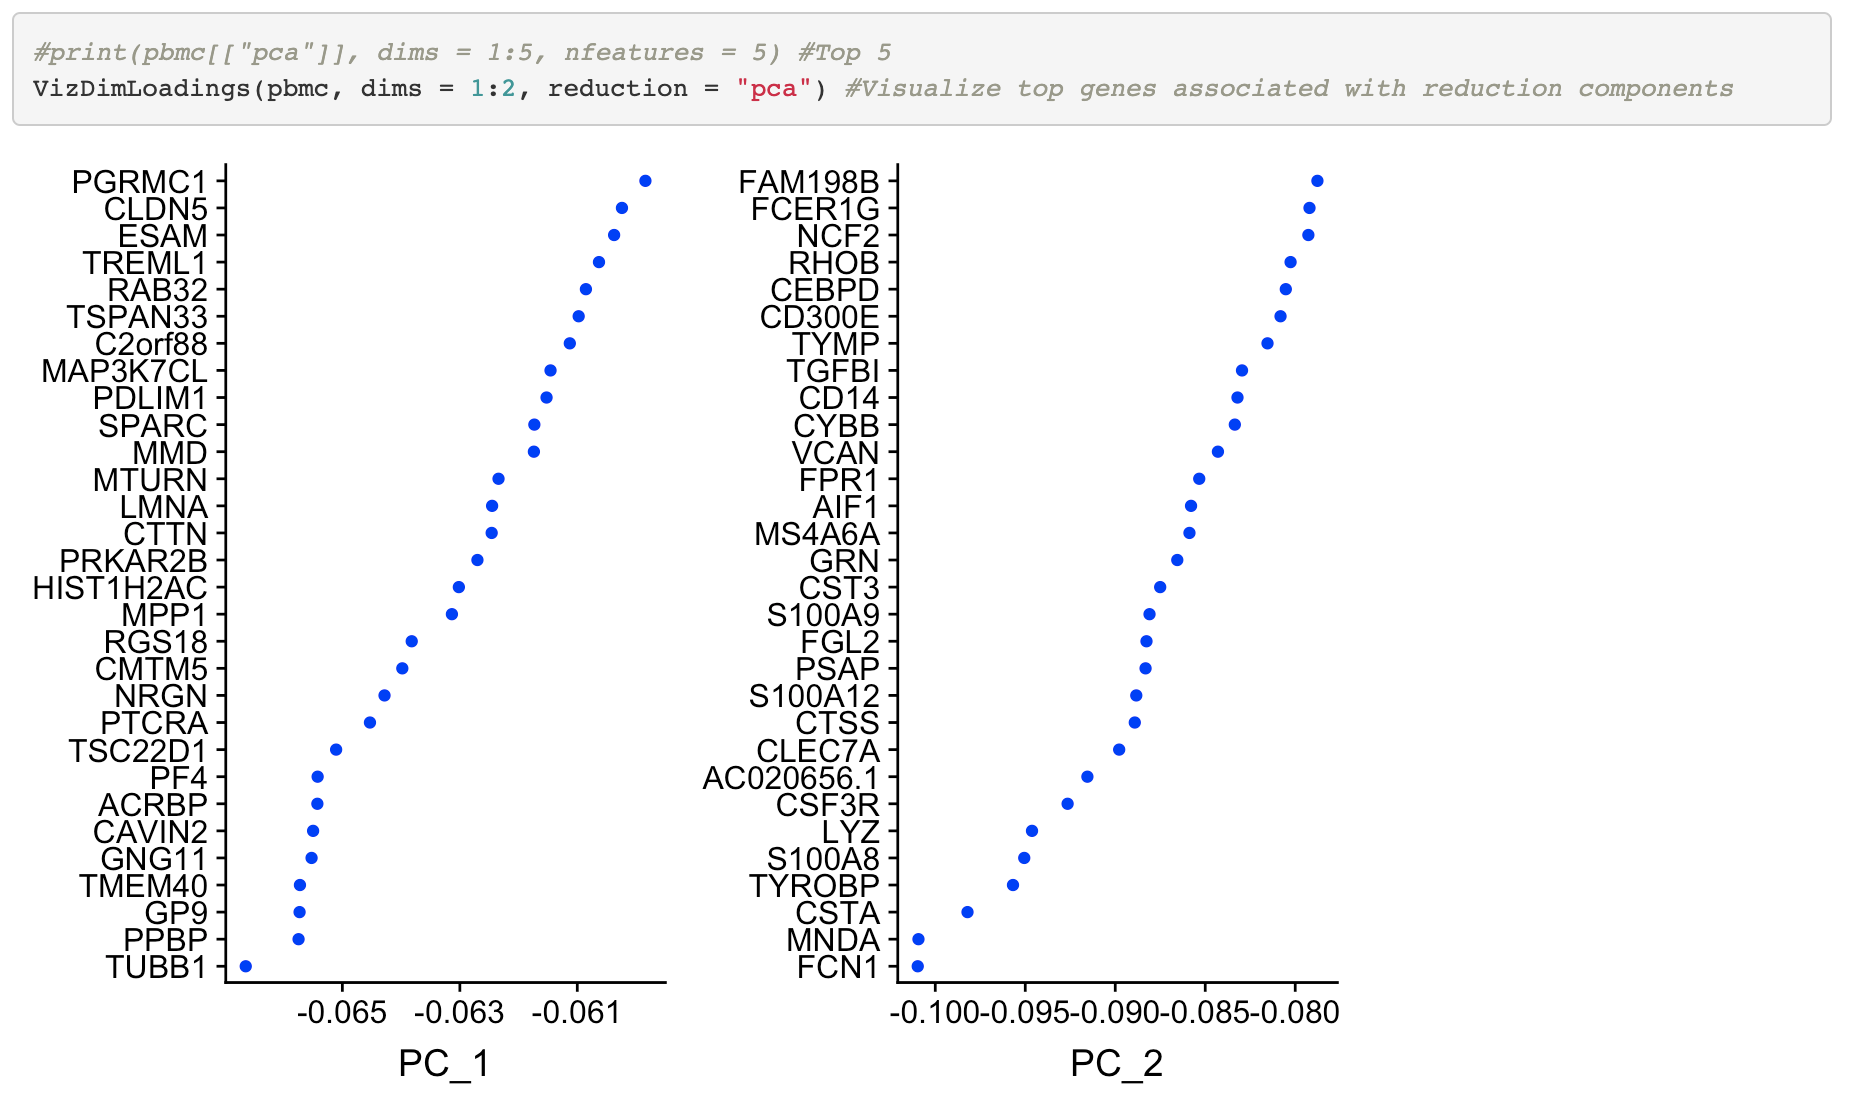 #print(pbmc[["pca"]], dims = 1:5, nfeatures = 5) #Top 5
VizDimLoadings(pbmc, dims = 1:2, reduction = "pca") #Visualize top genes associated with reduction components
PGRMC1
CLDN5
ESAM
TREML1
RAB32
TSPAN33
C2orf88
MAP3K7CL
PDLIM1
SPARC
MMD
MTURN
LMNA
CTTN
PRKAR2B
HIST1H2AC
MPP1
RGS18
CMTM5
NRGN
PTCRA
TSC22D1
PF4
ACRBP
CAVIN2
GNG11
TMEM40
GP9
PPBP
TUBB1
-0.065 -0.063 -0.061
PC_1
FAM198B
FCER1G
NCF2
RHOB
CEBPD
CD300E
TYMP
TGFBI
CD14
CYBB
VCAN
FPR1
AIF1
MS4A6A
GRN
CST3
S100A9
FGL2
PSAP
S100A12
CTSS
CLEC7A
AC020656.1
CSF3R
LYZ
S100A8
TYROBP
CSTA
MNDA
FCN1
-0.100 -0.095 -0.090 -0.085 -0.080
PC_2